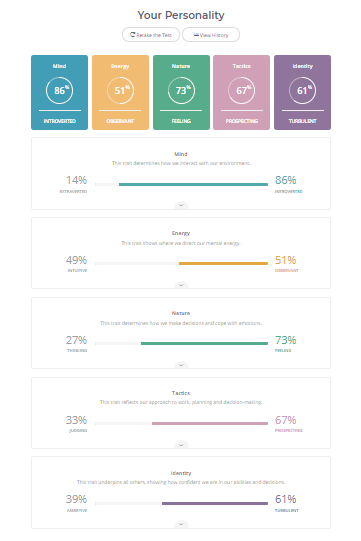 Your Personality
Retake the Test
View History
Mind
Energy
Nature
Tactics
Identity
86%
51%
73%
67%
61%
INTROVERTED
OBSERVANT
FEELING
PROSPECTING
TURBULENT
Mind
This trait determines how we interact with our environment.
14%
86%
EXTRAVERTED
INTROVERTED
Energy
This trait shows where we direct our mental energy.
49%
51%
INTUITIVE
OBSERVANT
Nature
This trait determines how we make decisions and cope with emotions.
27%
73%
THINKING
FEELING
Tactics
This trait reflects our approach to work, planning and decision-making.
33%
67%
JUDGING
PROSPECTING
Identity
This trait underpins all others, showing how confident we are in our abilities and decisions.
39%
61%
ASSERTIVE
TURBULENT